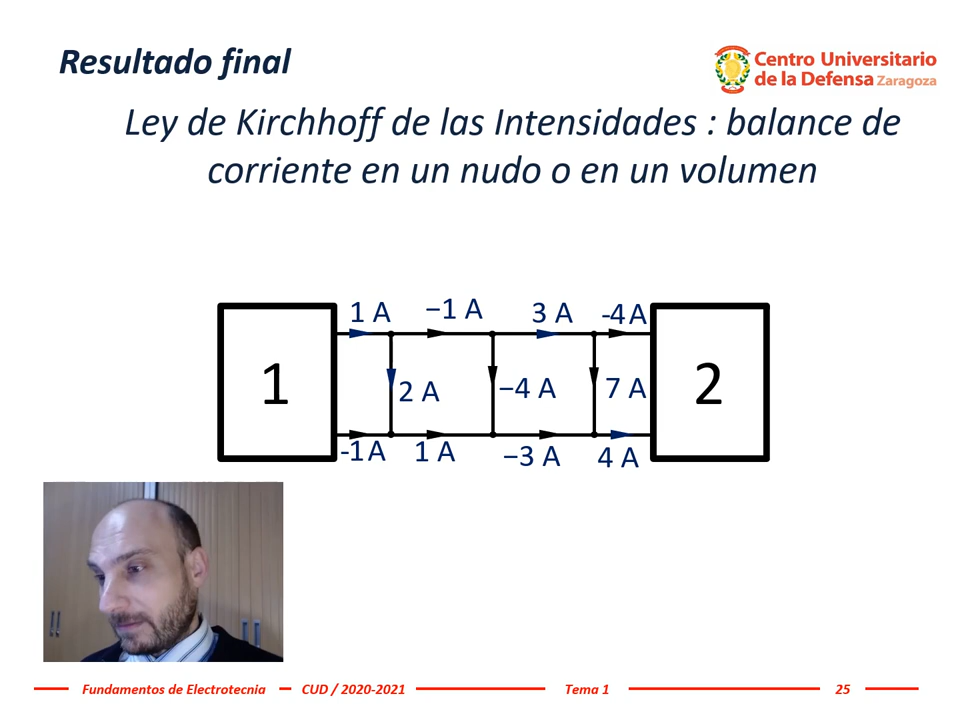 Resultado final
Centro Universitario
de la Defensa Zaragoza
Ley de Kirchhoff de las Intensidades : balance de
corriente en un nudo o en un volumen
1 A −1 A 3 A -4 A
1 2 A −4 A 7 A 2
-1 A 1 A −3 A 4 A
Fundamentos de Electrotecnia CUD / 2020-2021 Tema 1 25